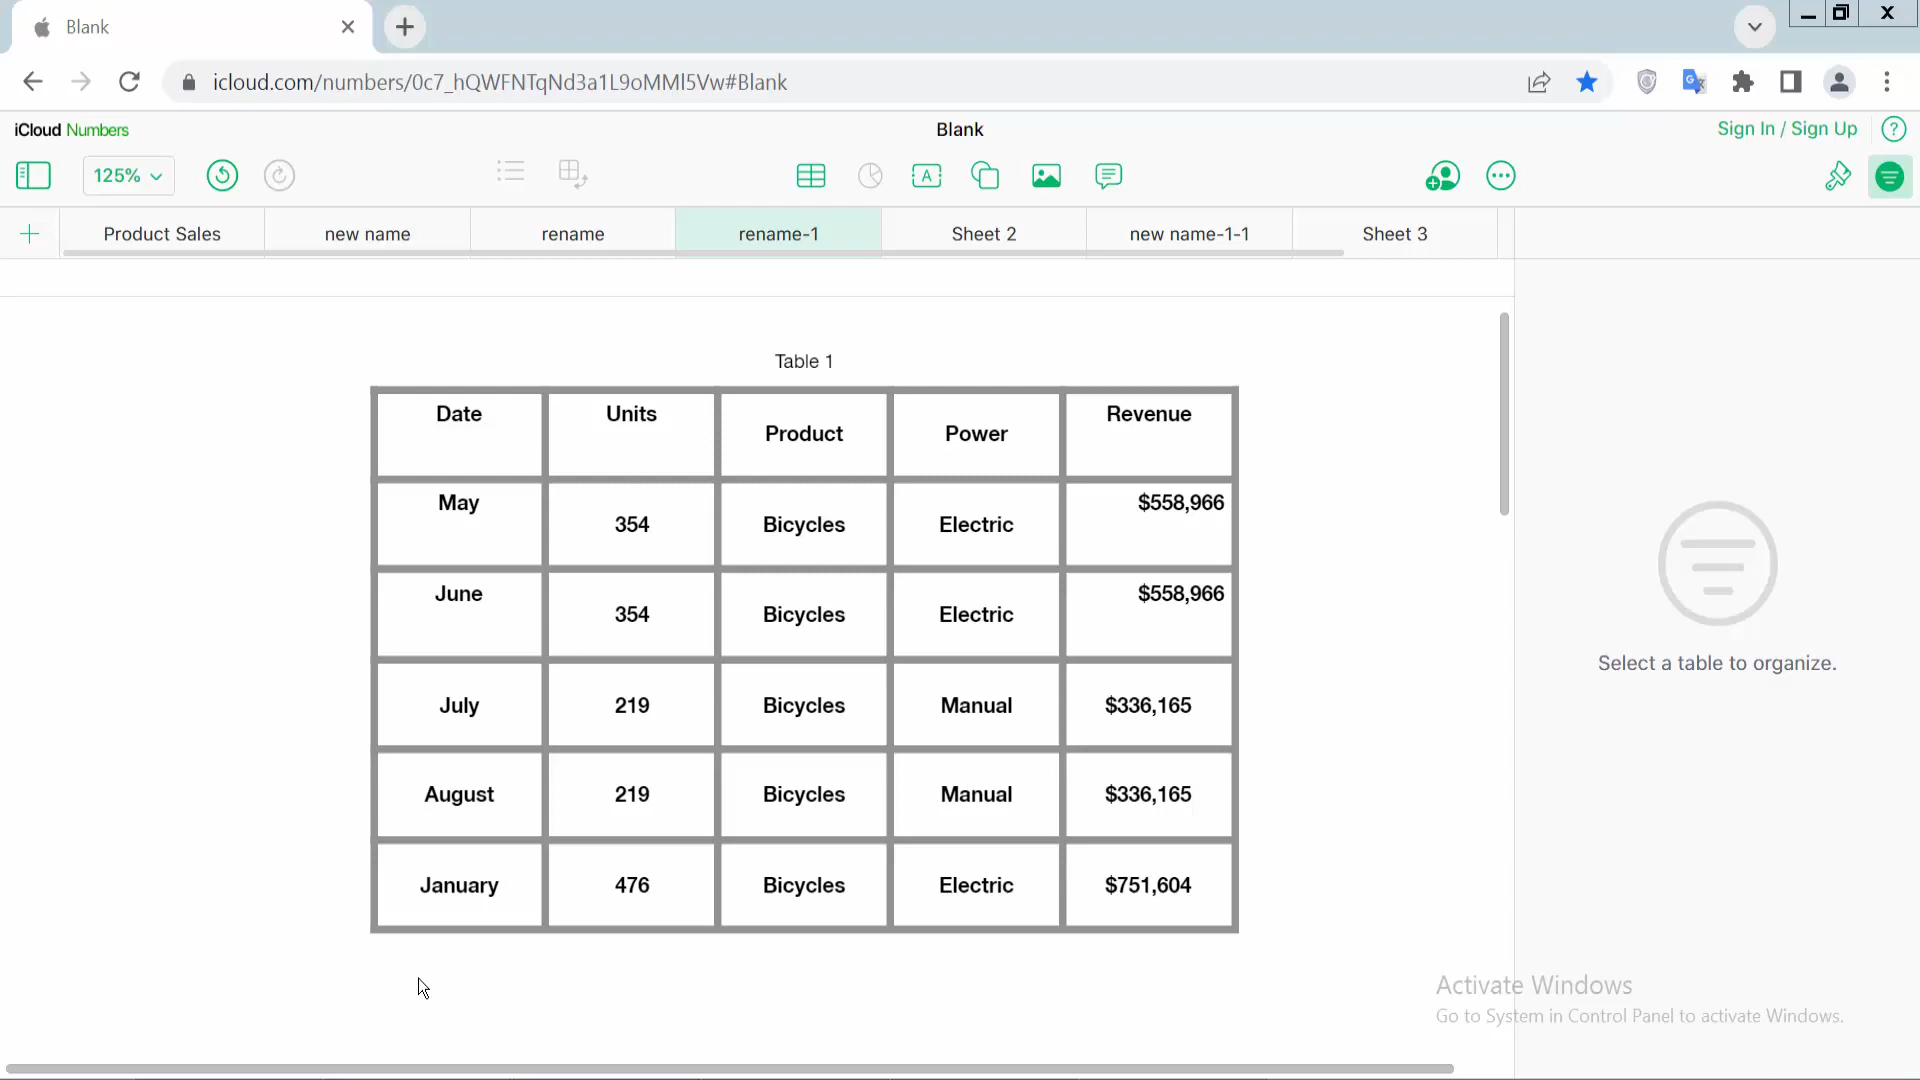 Blank
icloud.com/numbers/0c7_hQWFNTqNd3a1L9oMMl5Vw#Blank
iCloud Numbers
Blank
Sign In / Sign Up
125%
Product Sales
new name
rename
rename-1
Sheet 2
new name-1-1
Sheet 3
Table 1
Date Units Product Power Revenue
May 354 Bicycles Electric $558,966
June 354 Bicycles Electric $558,966
July 219 Bicycles Manual $336,165
August 219 Bicycles Manual $336,165
January 476 Bicycles Electric $751,604
Select a table to organize.
Activate Windows
Go to System in Control Panel to activate Windows.